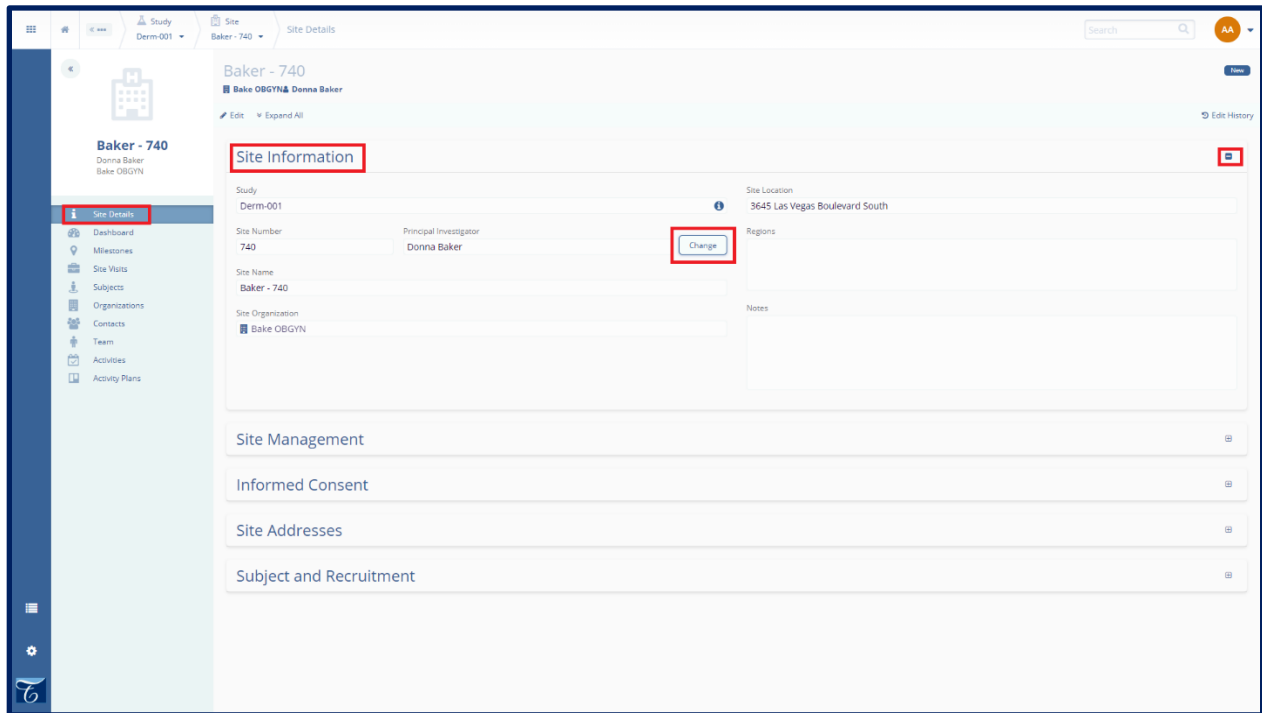 Study
Derm-001
Site
Baker - 740
Site Details
Search
AA
Baker - 740
Donna Baker
Bake OBGYN
Site Details
Dashboard
Milestones
Site Visits
Subjects
Organizations
Contacts
Team
Activities
Activity Plans
Baker - 740
New
Bake OBGYN Donna Baker
Edit Expand All
Edit History
Site Information
Study
Derm-001
Site Number Principal Investigator
740 Donna Baker Change
Site Name
Baker - 740
Site Organization
Bake OBGYN
Site Location
3645 Las Vegas Boulevard South
Regions
Notes
Site Management
Informed Consent
Site Addresses
Subject and Recruitment